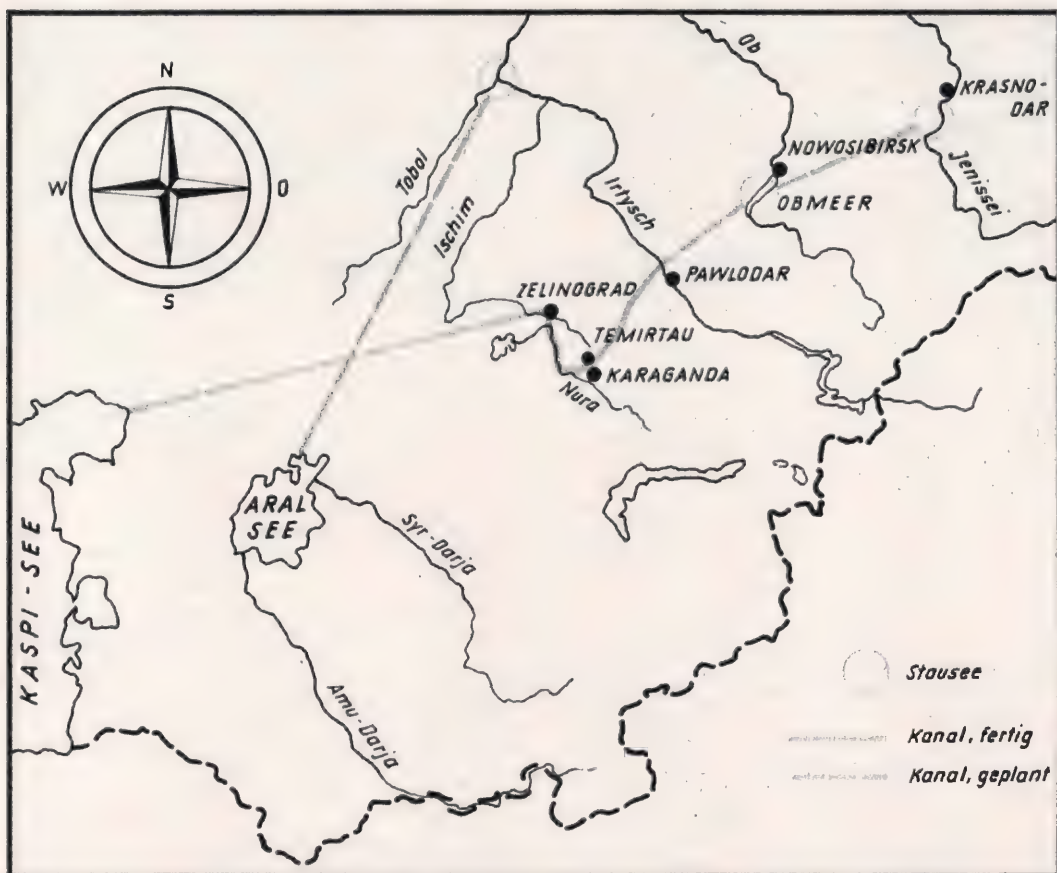 N
W
O
S
Ob
KRASNO-
DAR
NOWOSIBIRSK
Tobol
Ischim
Irtysch
OBMEER
Jenissei
PAWLODAR
ZELINOGRAD
TEMIRTAU
KARAGANDA
Nura
ARAL
SEE
Syr-Darja
KASPI-SEE
Amu-Darja
Stausee
Kanal, fertig
Kanal, geplant